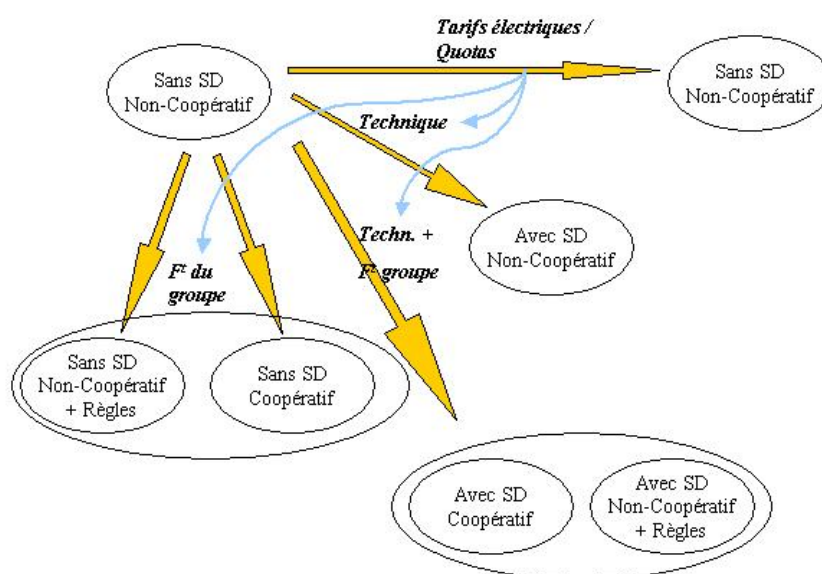 Tarifs électriques /
Quotas
Sans SD
Non-Coopératif
Sans SD
Non-Coopératif
Technique
Avec SD
Non-Coopératif
Techn. +
Fᵗ groupe
Fᵗ du
groupe
Sans SD
Non-Coopératif
+ Règles
Sans SD
Coopératif
Avec SD
Coopératif
Avec SD
Non-Coopératif
+ Règles